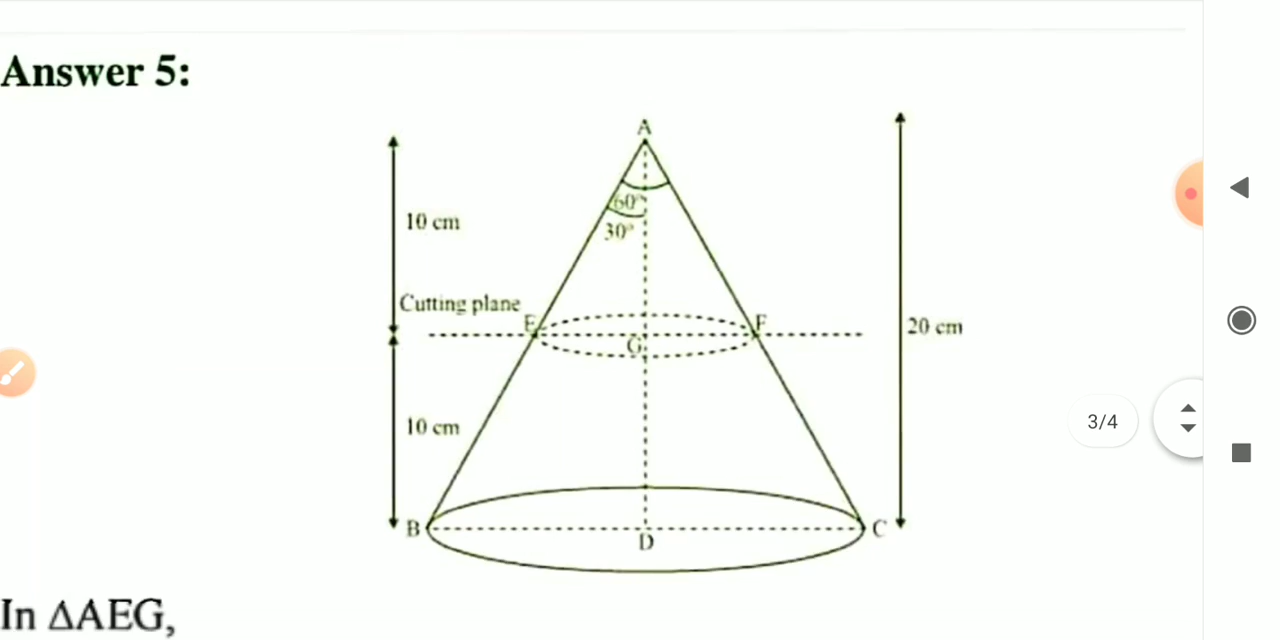 Answer 5:
A
60°
30°
10 cm
Cutting plane
E
F
G
20 cm
10 cm
3/4
B
D
C
In ΔAEG,